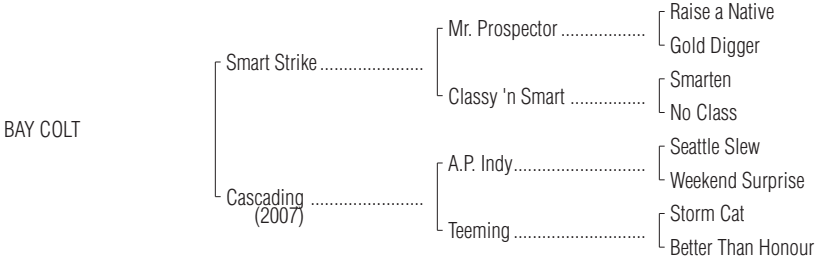 Raise a Native
Mr. Prospector ..................
Gold Digger
Smart Strike ......................
Smarten
Classy 'n Smart ................
No Class
BAY COLT
Seattle Slew
A.P. Indy............................
Weekend Surprise
Cascading ........................
(2007)
Storm Cat
Teeming ............................
Better Than Honour